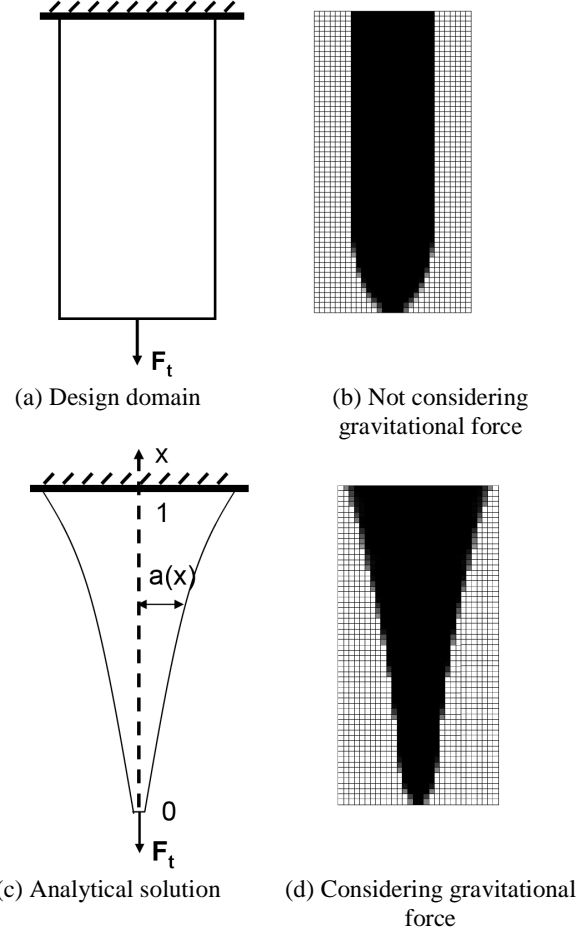 F_t
(a) Design domain
(b) Not considering
gravitational force
x
1
a(x)
0
F_t
(c) Analytical solution
(d) Considering gravitational
force